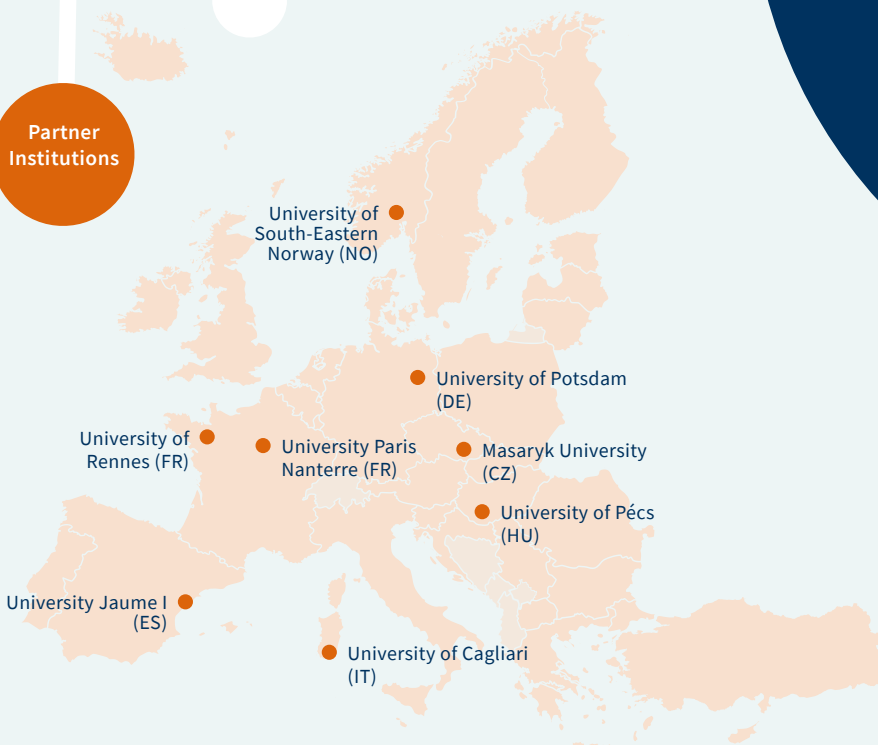 Partner
Institutions
University of
South-Eastern
Norway (NO)
University of Potsdam
(DE)
University of
Rennes (FR)
University Paris
Nanterre (FR)
Masaryk University
(CZ)
University of Pécs
(HU)
University Jaume I
(ES)
University of Cagliari
(IT)